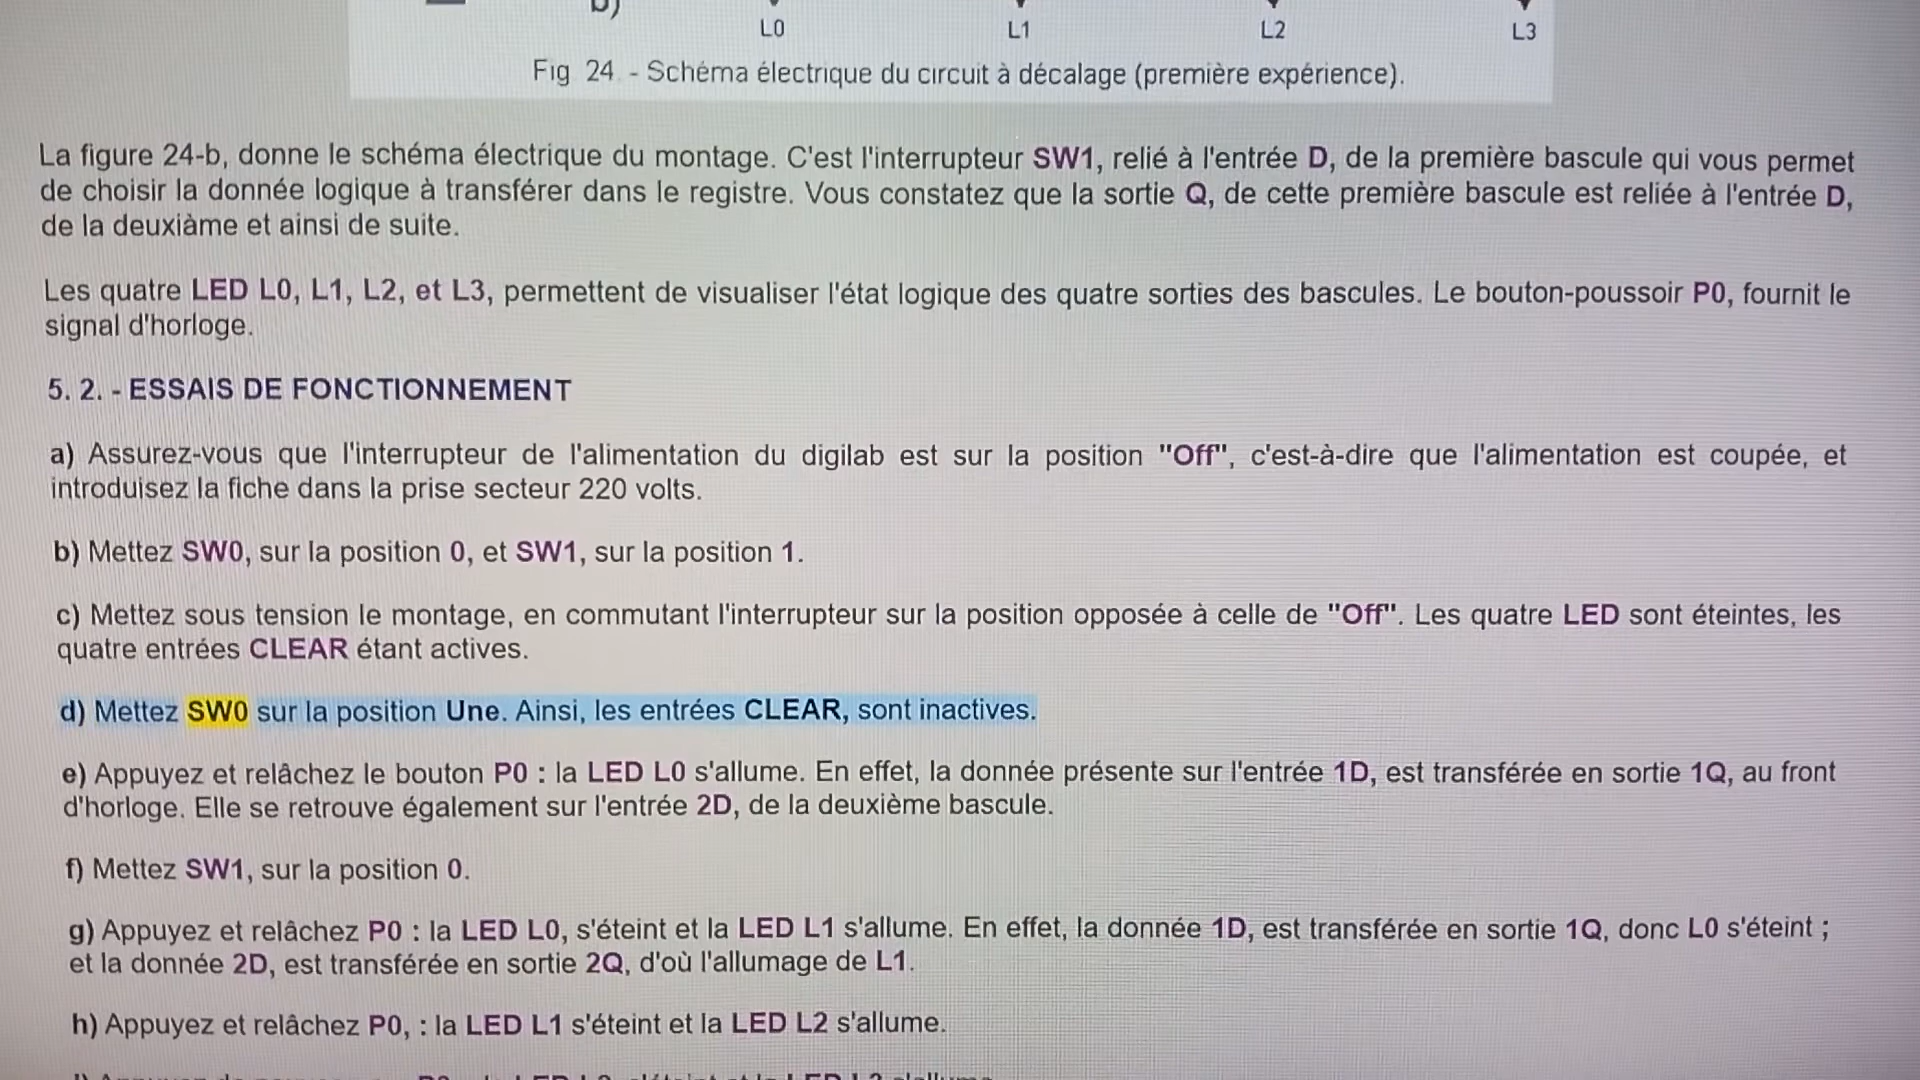 b)
L0 L1 L2 L3
Fig 24. - Schéma électrique du circuit à décalage (première expérience).
La figure 24-b, donne le schéma électrique du montage. C'est l'interrupteur SW1, relié à l'entrée D, de la première bascule qui vous permet
de choisir la donnée logique à transférer dans le registre. Vous constatez que la sortie Q, de cette première bascule est reliée à l'entrée D,
de la deuxiàme et ainsi de suite.
Les quatre LED L0, L1, L2, et L3, permettent de visualiser l'état logique des quatre sorties des bascules. Le bouton-poussoir P0, fournit le
signal d'horloge.
5. 2. - ESSAIS DE FONCTIONNEMENT
a) Assurez-vous que l'interrupteur de l'alimentation du digilab est sur la position "Off", c'est-à-dire que l'alimentation est coupée, et
introduisez la fiche dans la prise secteur 220 volts.
b) Mettez SW0, sur la position 0, et SW1, sur la position 1.
c) Mettez sous tension le montage, en commutant l'interrupteur sur la position opposée à celle de "Off". Les quatre LED sont éteintes, les
quatre entrées CLEAR étant actives.
d) Mettez SW0 sur la position Une. Ainsi, les entrées CLEAR, sont inactives.
e) Appuyez et relâchez le bouton P0 : la LED L0 s'allume. En effet, la donnée présente sur l'entrée 1D, est transférée en sortie 1Q, au front
d'horloge. Elle se retrouve également sur l'entrée 2D, de la deuxième bascule.
f) Mettez SW1, sur la position 0.
g) Appuyez et relâchez P0 : la LED L0, s'éteint et la LED L1 s'allume. En effet, la donnée 1D, est transférée en sortie 1Q, donc L0 s'éteint ;
et la donnée 2D, est transférée en sortie 2Q, d'où l'allumage de L1.
h) Appuyez et relâchez P0, : la LED L1 s'éteint et la LED L2 s'allume.